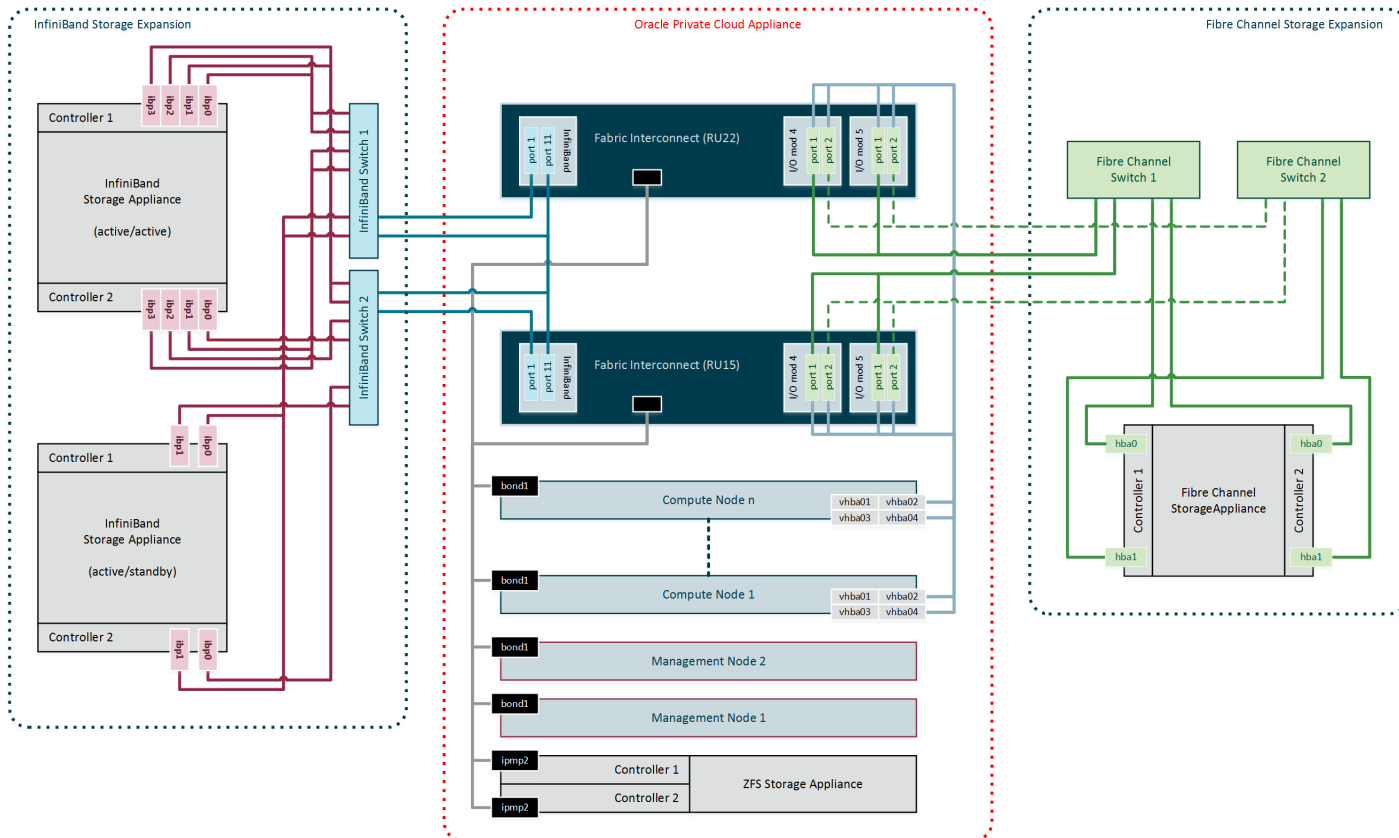 InfiniBand Storage Expansion
Oracle Private Cloud Appliance
Fibre Channel Storage Expansion
ibp3
ibp2
ibp1
ibp0
Controller 1
InfiniBand
Storage Appliance
(active/active)
Controller 2
ibp3
ibp2
ibp1
ibp0
InfiniBand Switch 1
InfiniBand Switch 2
ibp1
ibp0
Controller 1
InfiniBand
Storage Appliance
(active/standby)
Controller 2
ibp1
ibp0
port 1
port 11
InfiniBand
Fabric Interconnect (RU22)
I/O mod 4
port 1
port 2
I/O mod 5
port 1
port 2
port 1
port 11
InfiniBand
Fabric Interconnect (RU15)
I/O mod 4
port 1
port 2
I/O mod 5
port 1
port 2
bond1
Compute Node n
vhba01
vhba02
vhba03
vhba04
bond1
Compute Node 1
vhba01
vhba02
vhba03
vhba04
bond1
Management Node 2
bond1
Management Node 1
ipmp2
Controller 1
ipmp2
Controller 2
ZFS Storage Appliance
Fibre Channel
Switch 1
Fibre Channel
Switch 2
hba0
hba1
Controller 1
Fibre Channel
StorageAppliance
Controller 2
hba0
hba1